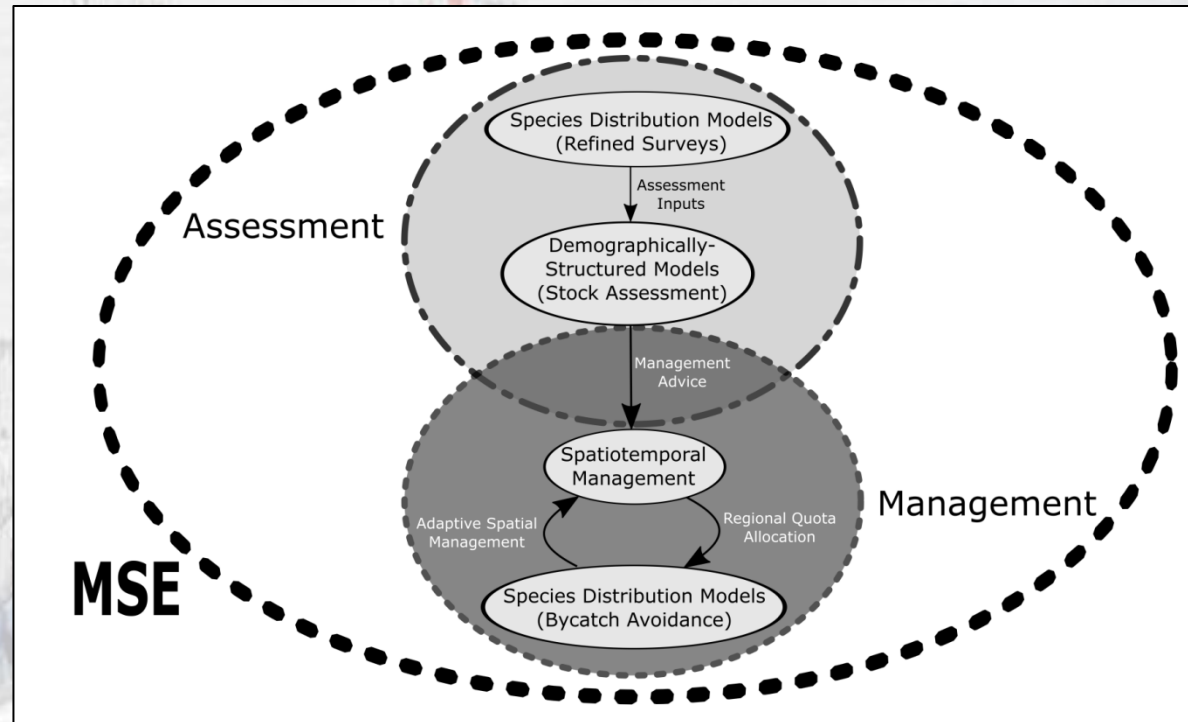 Species Distribution Models
(Refined Surveys)
Assessment
Inputs
Assessment
Demographically-
Structured Models
(Stock Assessment)
Management
Advice
Spatiotemporal
Management
Management
Adaptive Spatial
Management
Regional Quota
Allocation
MSE
Species Distribution Models
(Bycatch Avoidance)